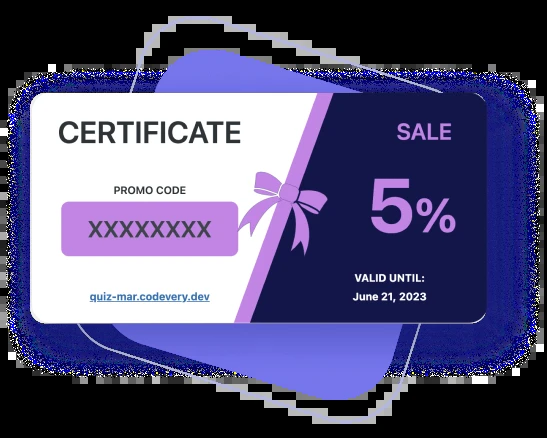 CERTIFICATE
PROMO CODE
XXXXXXXX
quiz-mar.codevery.dev
SALE
5%
VALID UNTIL:
June 21, 2023